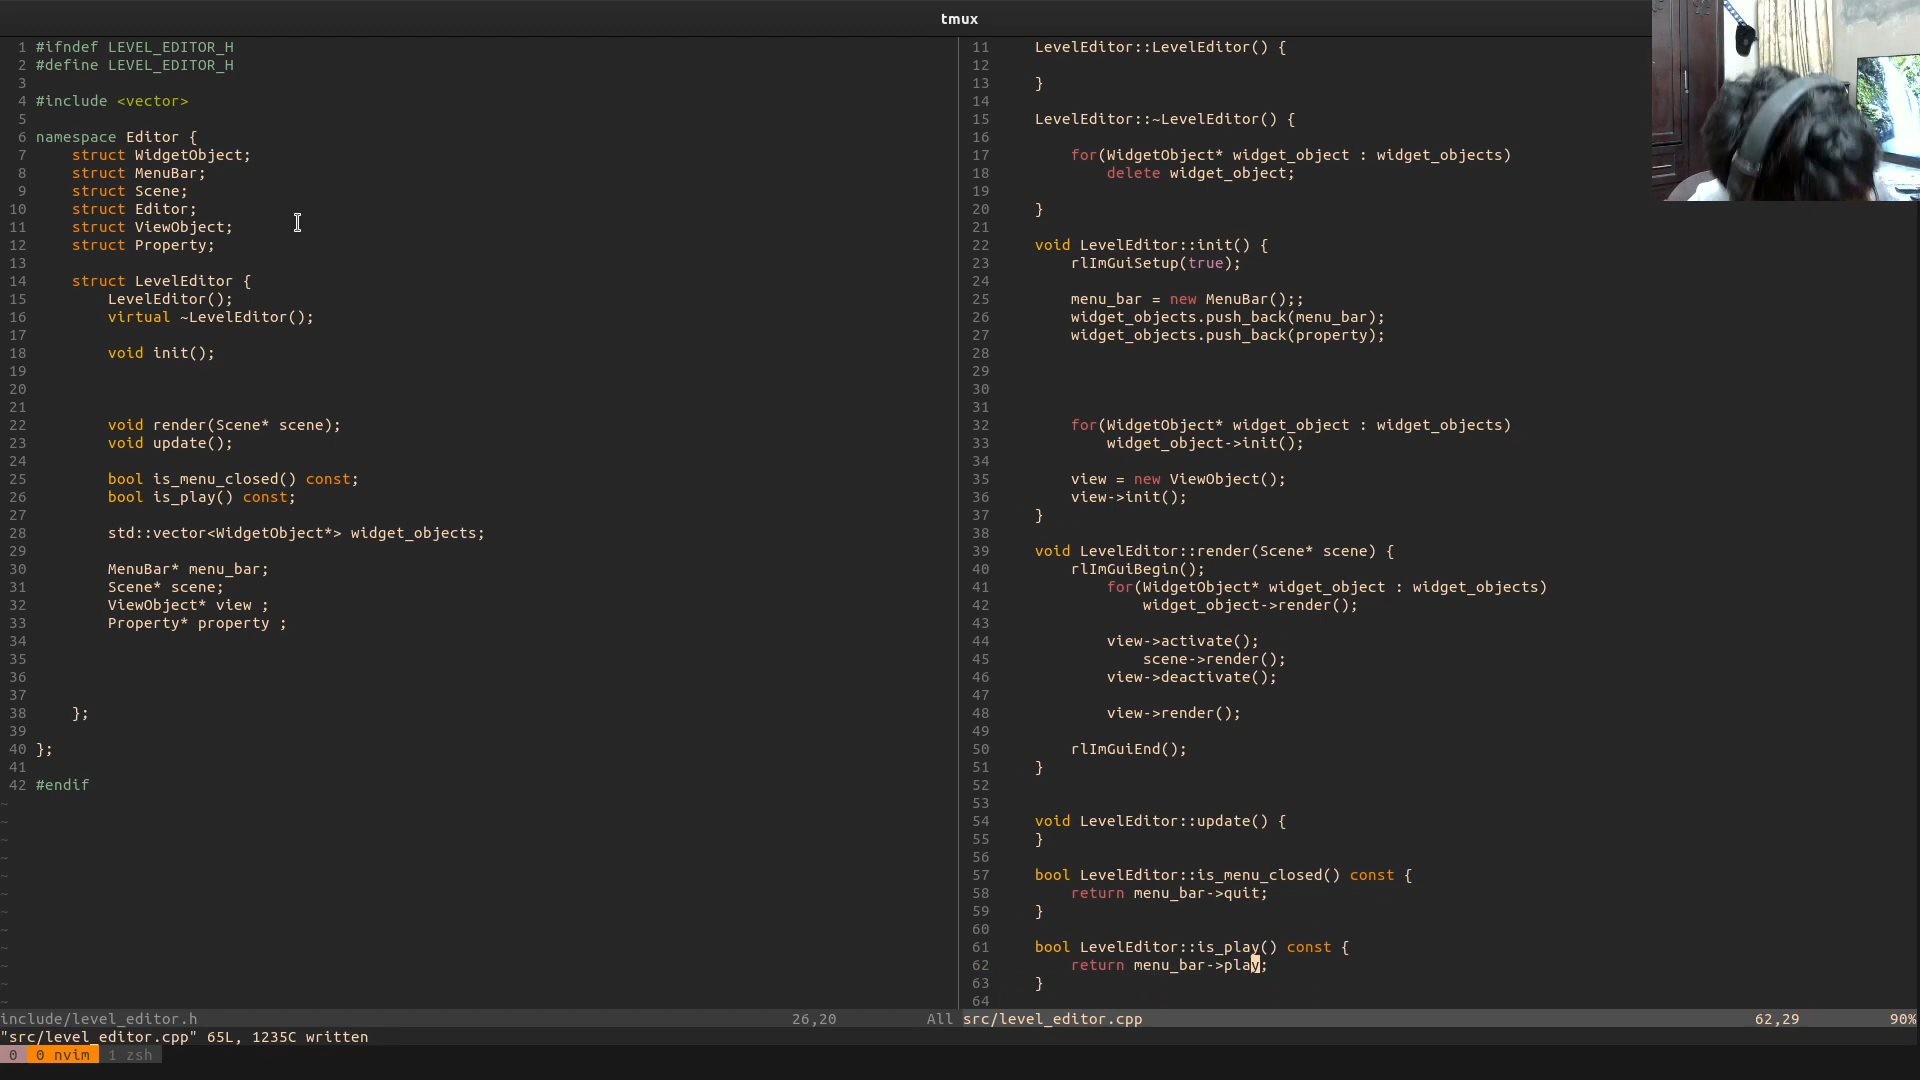 tmux
1 #ifndef LEVEL_EDITOR_H
2 #define LEVEL_EDITOR_H
3
4 #include <vector>
5
6 namespace Editor {
7     struct WidgetObject;
8     struct MenuBar;
9     struct Scene;
10     struct Editor;
11     struct ViewObject;
12     struct Property;
13
14     struct LevelEditor {
15         LevelEditor();
16         virtual ~LevelEditor();
17
18         void init();
19
20
21
22         void render(Scene* scene);
23         void update();
24
25         bool is_menu_closed() const;
26         bool is_play() const;
27
28         std::vector<WidgetObject*> widget_objects;
29
30         MenuBar* menu_bar;
31         Scene* scene;
32         ViewObject* view ;
33         Property* property ;
34
35
36
37
38     };
39
40 };
41
42 #endif
~
~
~
~
~
~
~
~
~
~
~
~
include/level_editor.h 26,20 All
11     LevelEditor::LevelEditor() {
12
13     }
14
15     LevelEditor::~LevelEditor() {
16
17         for(WidgetObject* widget_object : widget_objects)
18             delete widget_object;
19
20     }
21
22     void LevelEditor::init() {
23         rlImGuiSetup(true);
24
25         menu_bar = new MenuBar();;
26         widget_objects.push_back(menu_bar);
27         widget_objects.push_back(property);
28
29
30
31
32         for(WidgetObject* widget_object : widget_objects)
33             widget_object->init();
34
35         view = new ViewObject();
36         view->init();
37     }
38
39     void LevelEditor::render(Scene* scene) {
40         rlImGuiBegin();
41             for(WidgetObject* widget_object : widget_objects)
42                 widget_object->render();
43
44             view->activate();
45                 scene->render();
46             view->deactivate();
47
48             view->render();
49
50         rlImGuiEnd();
51     }
52
53
54     void LevelEditor::update() {
55     }
56
57     bool LevelEditor::is_menu_closed() const {
58         return menu_bar->quit;
59     }
60
61     bool LevelEditor::is_play() const {
62         return menu_bar->play;
63     }
64
src/level_editor.cpp 62,29 90%
"src/level_editor.cpp" 65L, 1235C written
0 0 nvim 1 zsh